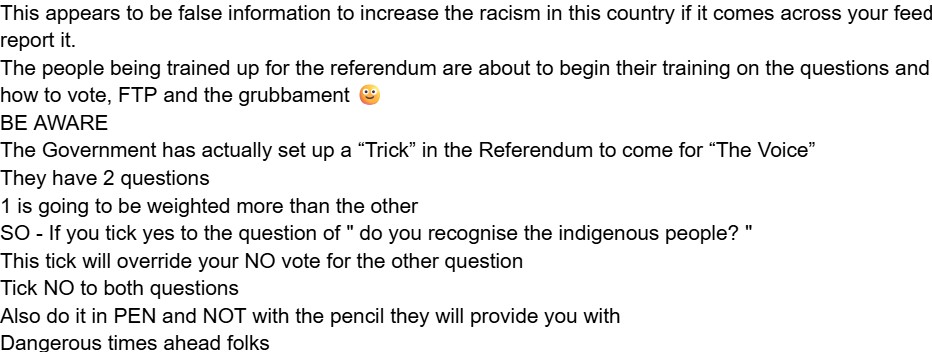 This appears to be false information to increase the racism in this country if it comes across your feed
report it.
The people being trained up for the referendum are about to begin their training on the questions and
how to vote, FTP and the grubbament 🫠
BE AWARE
The Government has actually set up a “Trick” in the Referendum to come for “The Voice”
They have 2 questions
1 is going to be weighted more than the other
SO - If you tick yes to the question of " do you recognise the indigenous people? "
This tick will override your NO vote for the other question
Tick NO to both questions
Also do it in PEN and NOT with the pencil they will provide you with
Dangerous times ahead folks